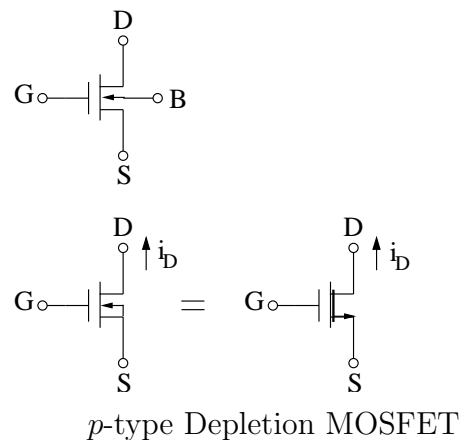 D
G B
S
D i_D D i_D
G = G
S S
p-type Depletion MOSFET